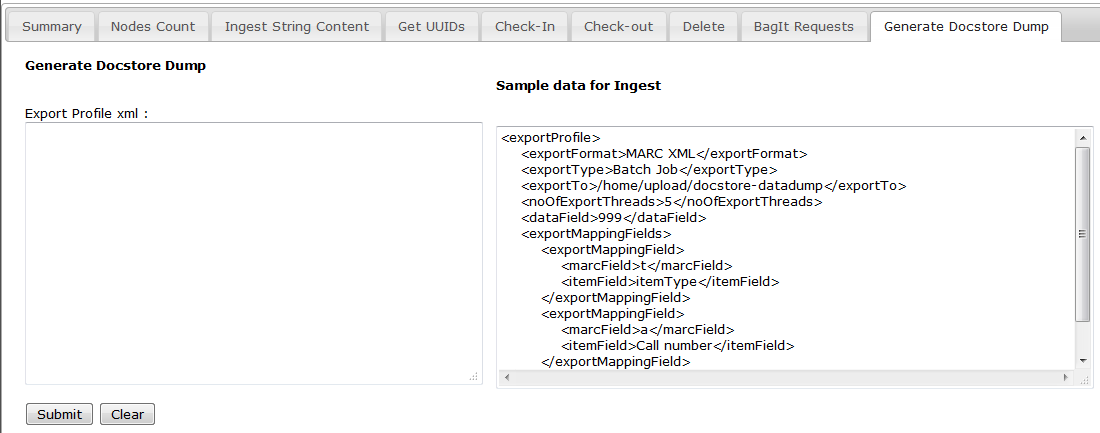 Summary Nodes Count Ingest String Content Get UUIDs Check-In Check-out Delete BagIt Requests Generate Docstore Dump
Generate Docstore Dump
Sample data for Ingest
Export Profile xml :
<exportProfile>
<exportFormat>MARC XML</exportFormat>
<exportType>Batch Job</exportType>
<exportTo>/home/upload/docstore-datadump</exportTo>
<noOfExportThreads>5</noOfExportThreads>
<dataField>999</dataField>
<exportMappingFields>
<exportMappingField>
<marcField>t</marcField>
<itemField>itemType</itemField>
</exportMappingField>
<exportMappingField>
<marcField>a</marcField>
<itemField>Call number</itemField>
</exportMappingField>
Submit Clear